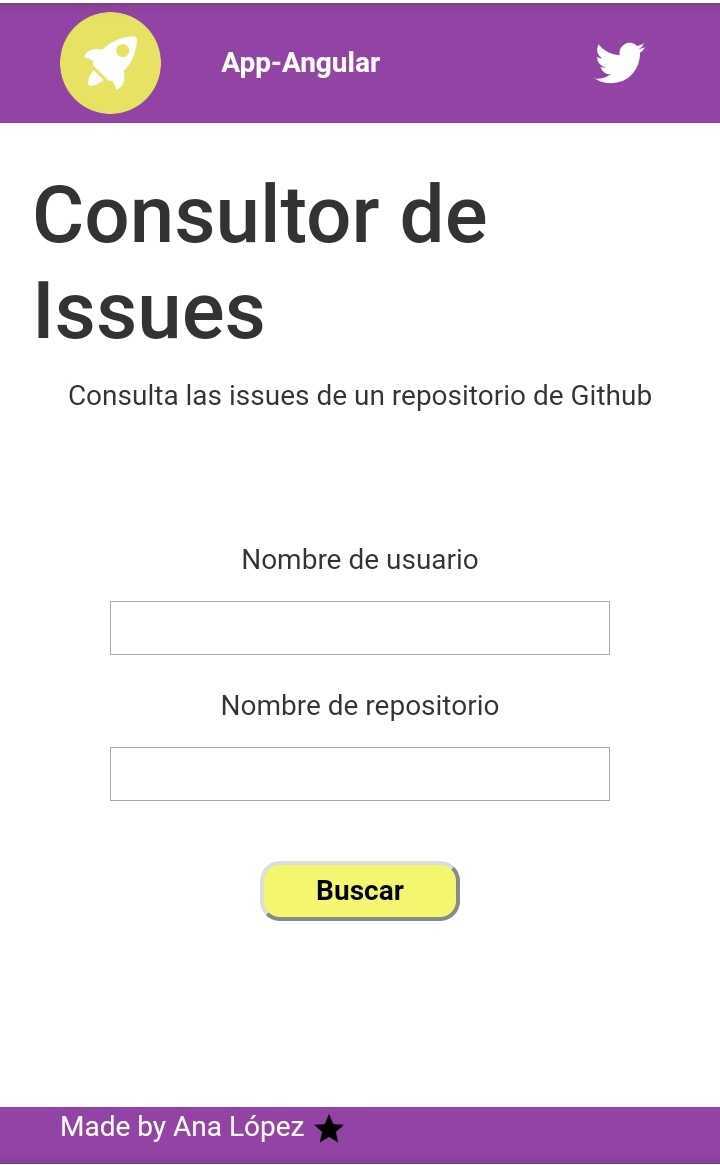 App-Angular
Consultor de
Issues
Consulta las issues de un repositorio de Github
Nombre de usuario
Nombre de repositorio
Buscar
Made by Ana López